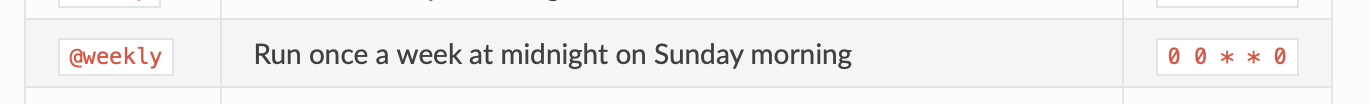 @weekly Run once a week at midnight on Sunday morning 0 0 * * 0